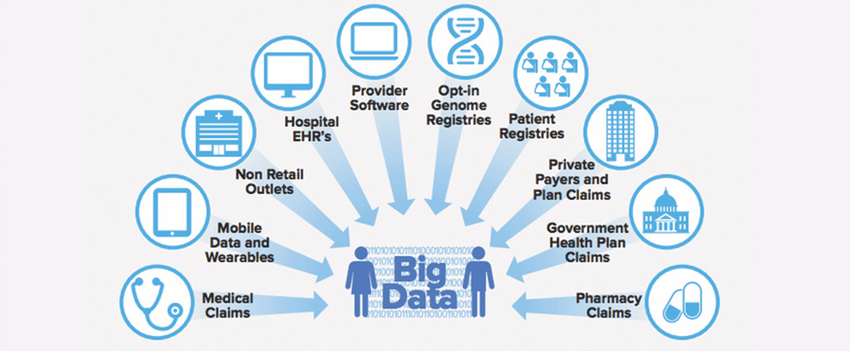 Provider
Software
Opt-in
Genome
Registries
Hospital
EHR's
Patient
Registries
Non Retail
Outlets
Private
Payers and
Plan Claims
Mobile
Data and
Wearables
Government
Health Plan
Claims
Medical
Claims
Big
Data
Pharmacy
Claims